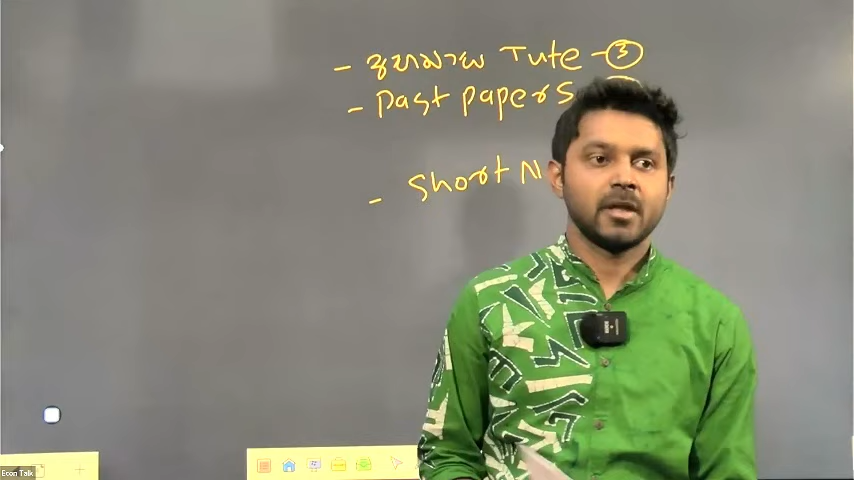 - Tute - ③
- Past papers
- Short N
Econ Talk